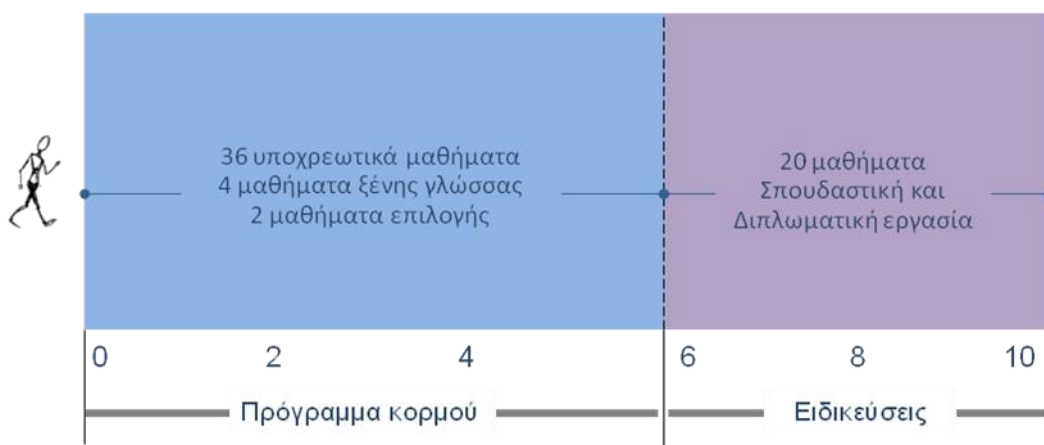 36 υποχρεωτικά μαθήματα
4 μαθήματα ξένης γλώσσας
2 μαθήματα επιλογής
20 μαθήματα
Σπουδαστική και
Διπλωματική εργασία
0 2 4 6 8 10
Πρόγραμμα κορμού Ειδικεύσεις